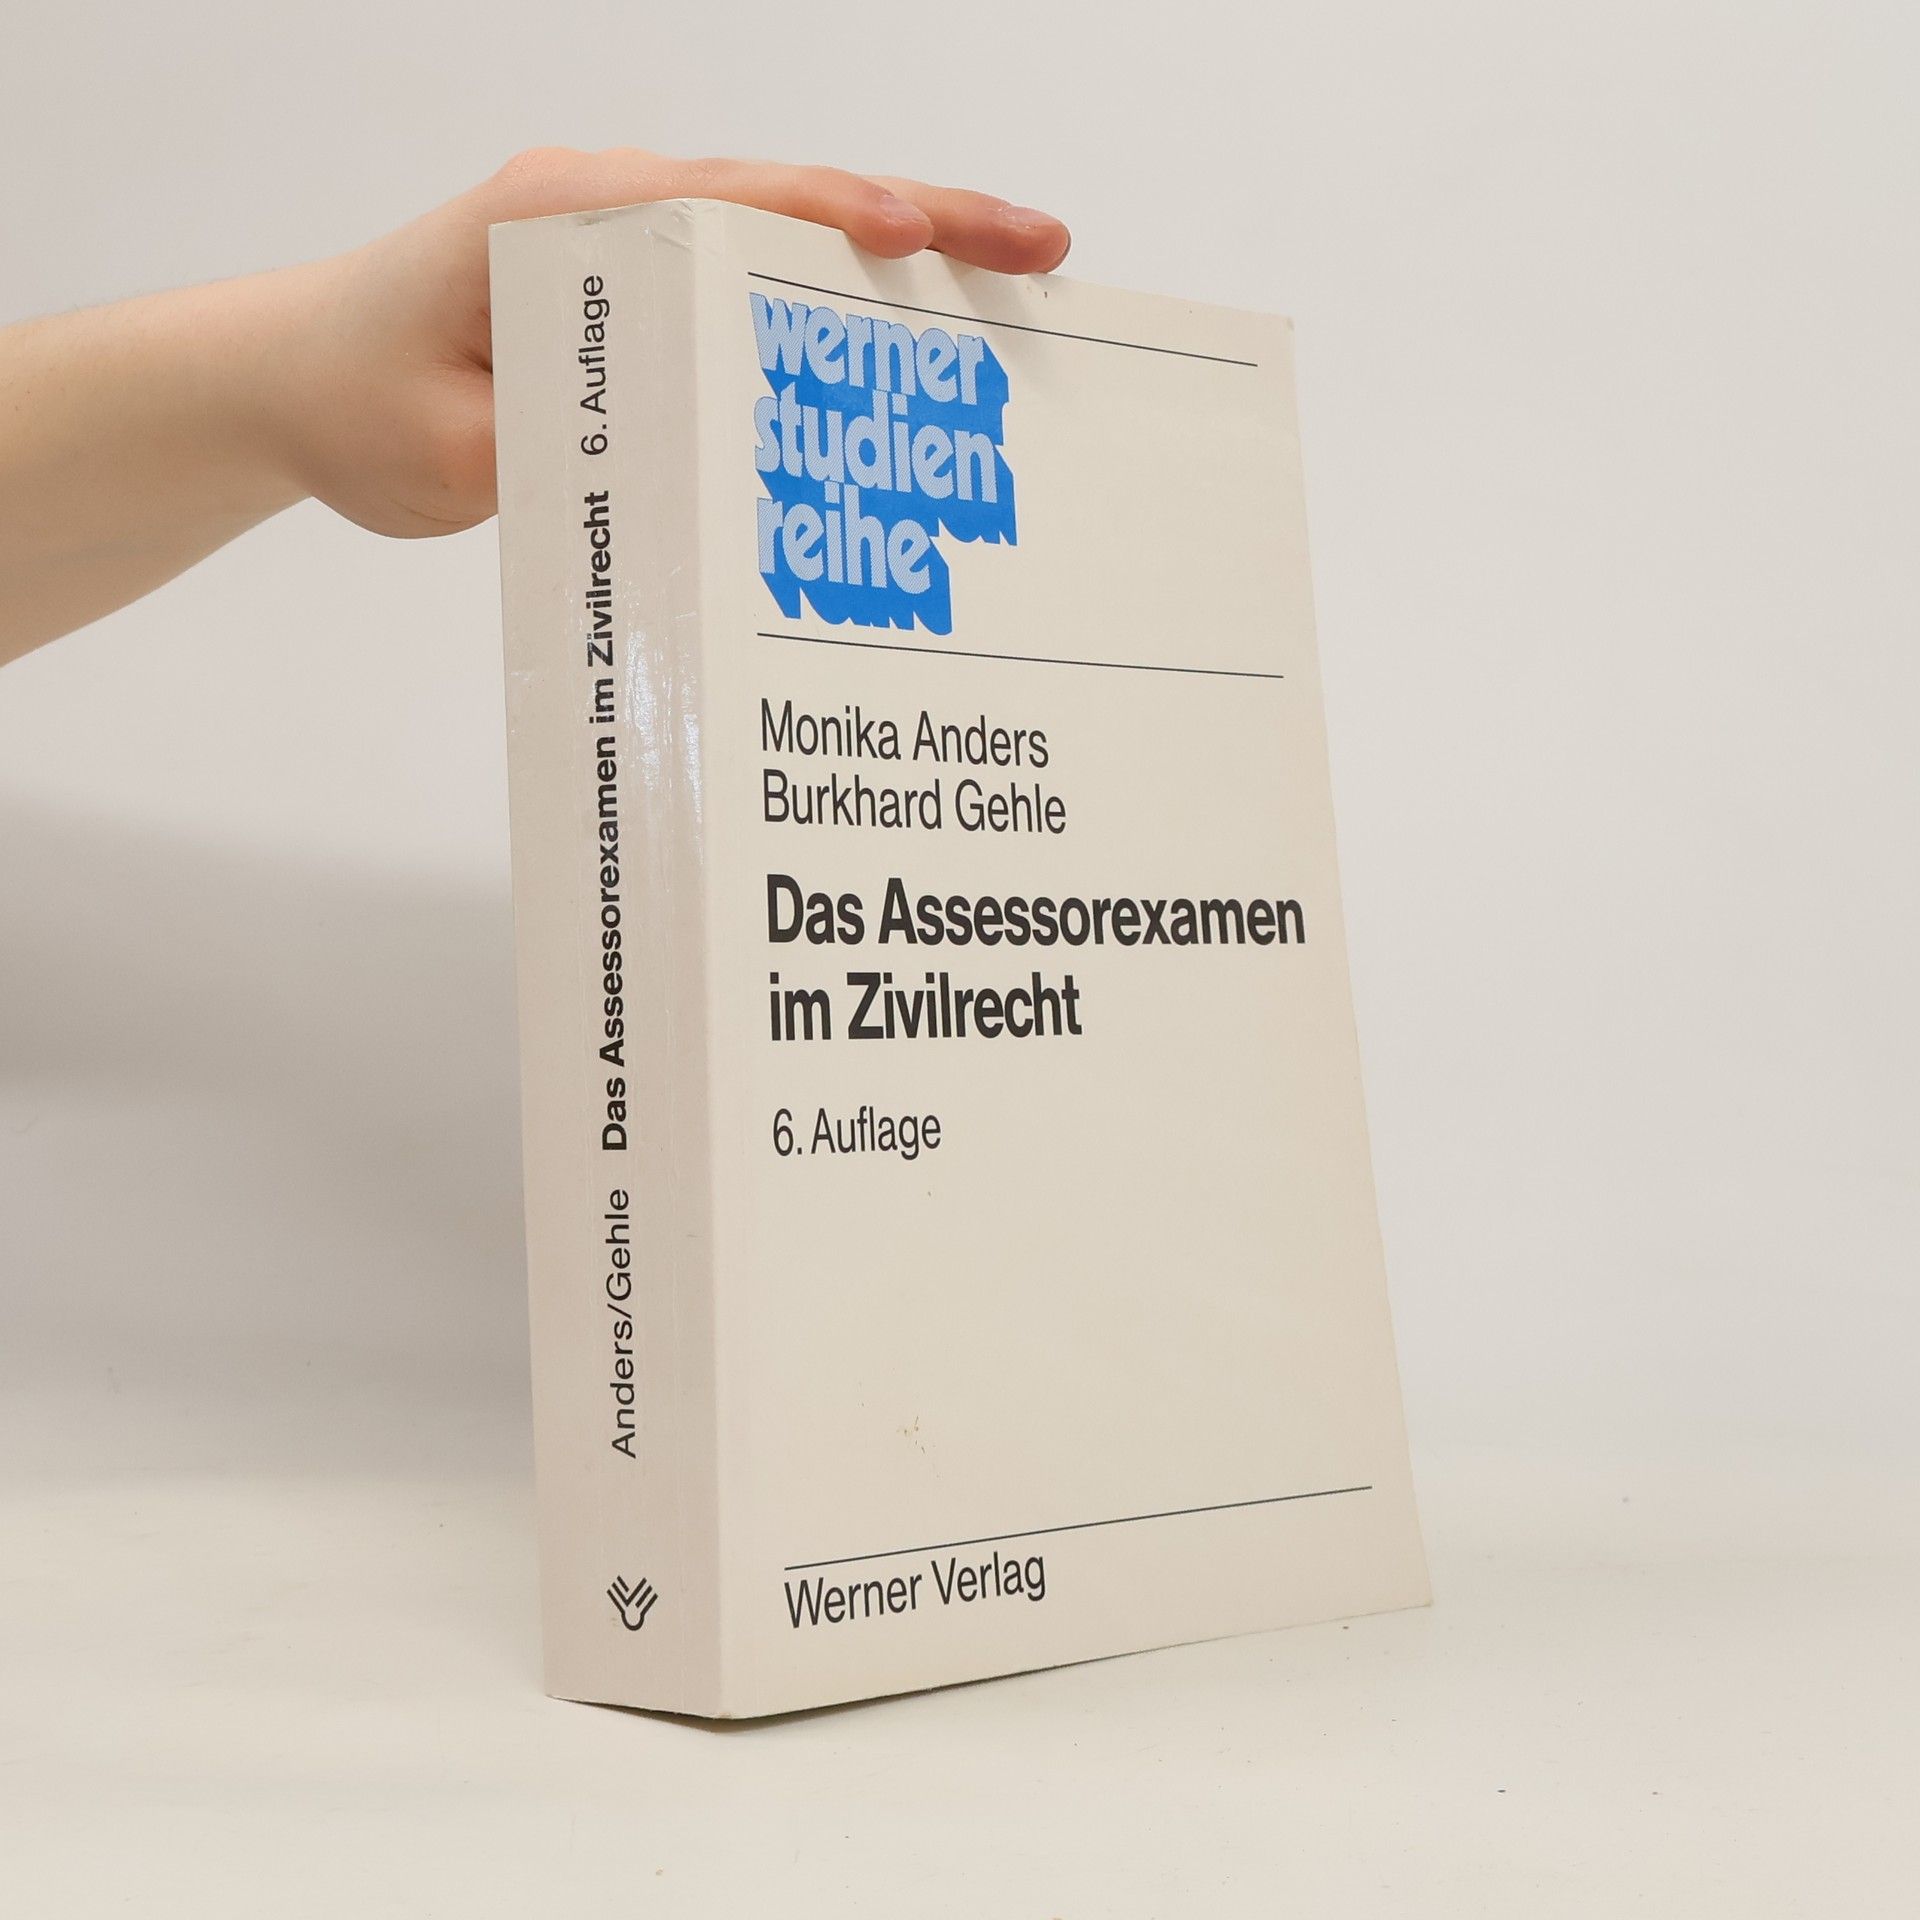 Anders/Gehle Das Assessorexamen im Zivilrecht 6. Auflage
werner
studien
reihe
Monika Anders
Burkhard Gehle
Das Assessorexamen
im Zivilrecht
6. Auflage
Werner Verlag